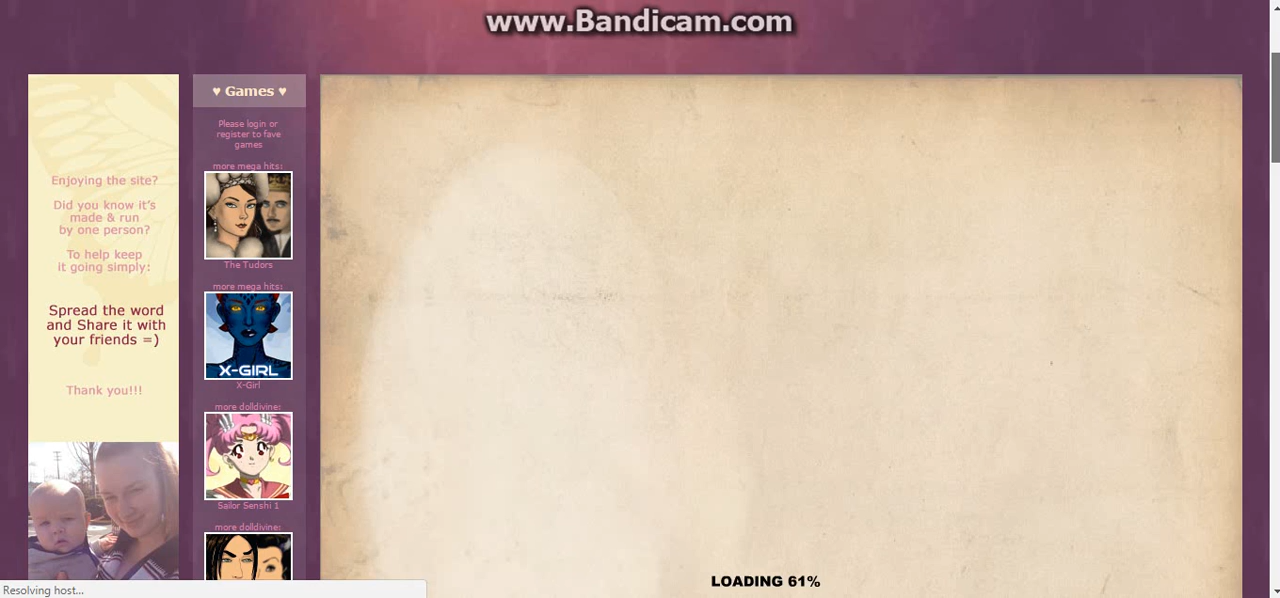 www.Bandicam.com
Enjoying the site?
Did you know it's
made & run
by one person?
To help keep
it going simply:
Spread the word
and Share it with
your friends =)
Thank you!!!
♥ Games ♥
Please login or
register to fave
games
more mega hits:
The Tudors
more mega hits:
X-GIRL
X-Girl
more dolldivine:
Sailor Senshi 1
more dolldivine:
LOADING 61%
Resolving host...